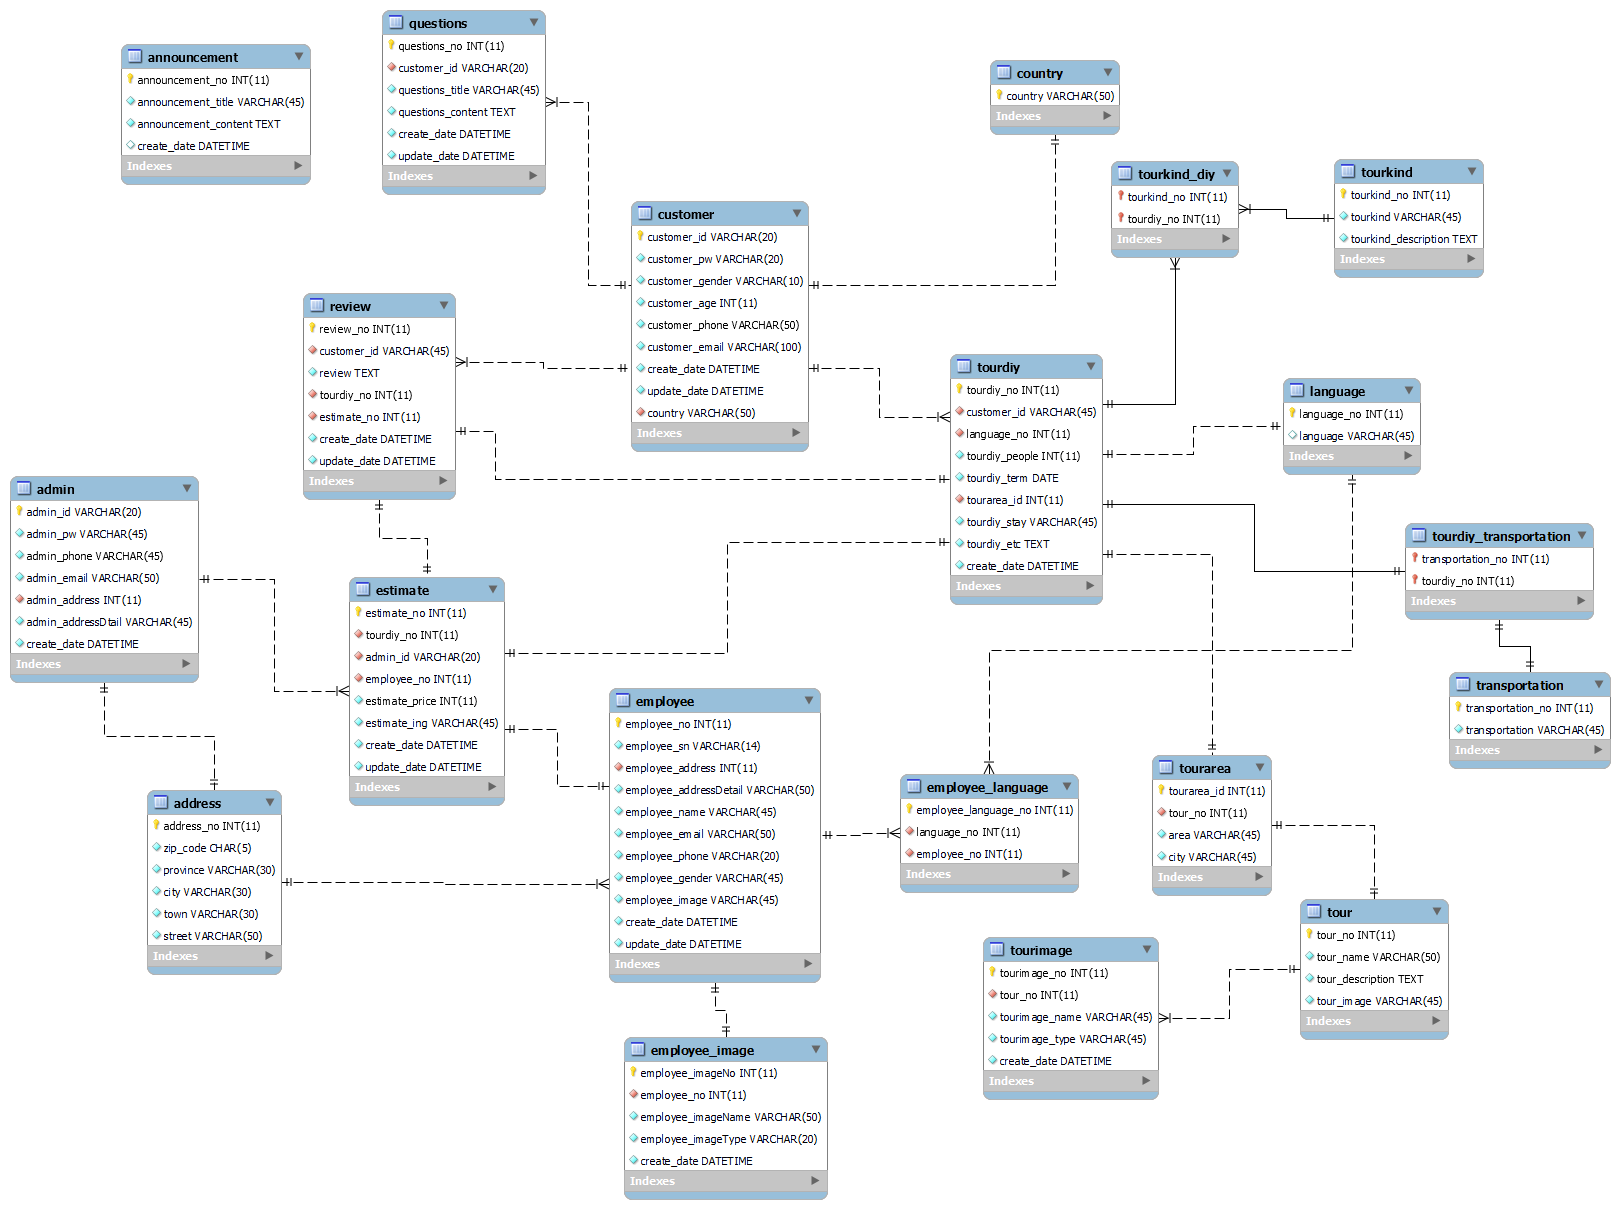 announcement
announcement_no INT(11)
announcement_title VARCHAR(45)
announcement_content TEXT
create_date DATETIME
Indexes
questions
questions_no INT(11)
customer_id VARCHAR(20)
questions_title VARCHAR(45)
questions_content TEXT
create_date DATETIME
update_date DATETIME
Indexes
country
country VARCHAR(50)
Indexes
tourkind_diy
tourkind_no INT(11)
tourdiy_no INT(11)
Indexes
tourkind
tourkind_no INT(11)
tourkind VARCHAR(45)
tourkind_description TEXT
Indexes
customer
customer_id VARCHAR(20)
customer_pw VARCHAR(20)
customer_gender VARCHAR(10)
customer_age INT(11)
customer_phone VARCHAR(50)
customer_email VARCHAR(100)
create_date DATETIME
update_date DATETIME
country VARCHAR(50)
Indexes
review
review_no INT(11)
customer_id VARCHAR(45)
review TEXT
tourdiy_no INT(11)
estimate_no INT(11)
create_date DATETIME
update_date DATETIME
Indexes
tourdiy
tourdiy_no INT(11)
customer_id VARCHAR(45)
language_no INT(11)
tourdiy_people INT(11)
tourdiy_term DATE
tourarea_id INT(11)
tourdiy_stay VARCHAR(45)
tourdiy_etc TEXT
create_date DATETIME
Indexes
language
language_no INT(11)
language VARCHAR(45)
Indexes
admin
admin_id VARCHAR(20)
admin_pw VARCHAR(45)
admin_phone VARCHAR(45)
admin_email VARCHAR(50)
admin_address INT(11)
admin_addressDtail VARCHAR(45)
create_date DATETIME
Indexes
tourdiy_transportation
transportation_no INT(11)
tourdiy_no INT(11)
Indexes
estimate
estimate_no INT(11)
tourdiy_no INT(11)
admin_id VARCHAR(20)
employee_no INT(11)
estimate_price INT(11)
estimate_ing VARCHAR(45)
create_date DATETIME
update_date DATETIME
Indexes
transportation
transportation_no INT(11)
transportation VARCHAR(45)
Indexes
employee
employee_no INT(11)
employee_sn VARCHAR(14)
employee_address INT(11)
employee_addressDetail VARCHAR(50)
employee_name VARCHAR(45)
employee_email VARCHAR(50)
employee_phone VARCHAR(20)
employee_gender VARCHAR(45)
employee_image VARCHAR(45)
create_date DATETIME
update_date DATETIME
Indexes
address
address_no INT(11)
zip_code CHAR(5)
province VARCHAR(30)
city VARCHAR(30)
town VARCHAR(30)
street VARCHAR(50)
Indexes
employee_language
employee_language_no INT(11)
language_no INT(11)
employee_no INT(11)
Indexes
tourarea
tourarea_id INT(11)
tour_no INT(11)
area VARCHAR(45)
city VARCHAR(45)
Indexes
tour
tour_no INT(11)
tour_name VARCHAR(50)
tour_description TEXT
tour_image VARCHAR(45)
Indexes
tourimage
tourimage_no INT(11)
tour_no INT(11)
tourimage_name VARCHAR(45)
tourimage_type VARCHAR(45)
create_date DATETIME
Indexes
employee_image
employee_imageNo INT(11)
employee_no INT(11)
employee_imageName VARCHAR(50)
employee_imageType VARCHAR(20)
create_date DATETIME
Indexes